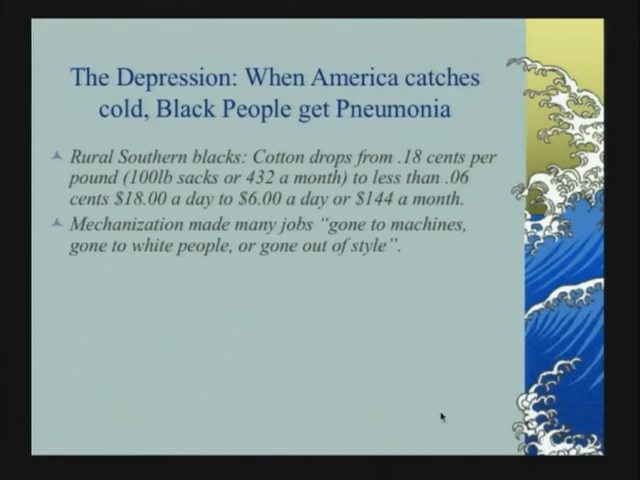 The Depression: When America catches
cold, Black People get Pneumonia
Rural Southern blacks: Cotton drops from .18 cents per
pound (100lb sacks or 432 a month) to less than .06
cents $18.00 a day to $6.00 a day or $144 a month.
Mechanization made many jobs “gone to machines,
gone to white people, or gone out of style”.